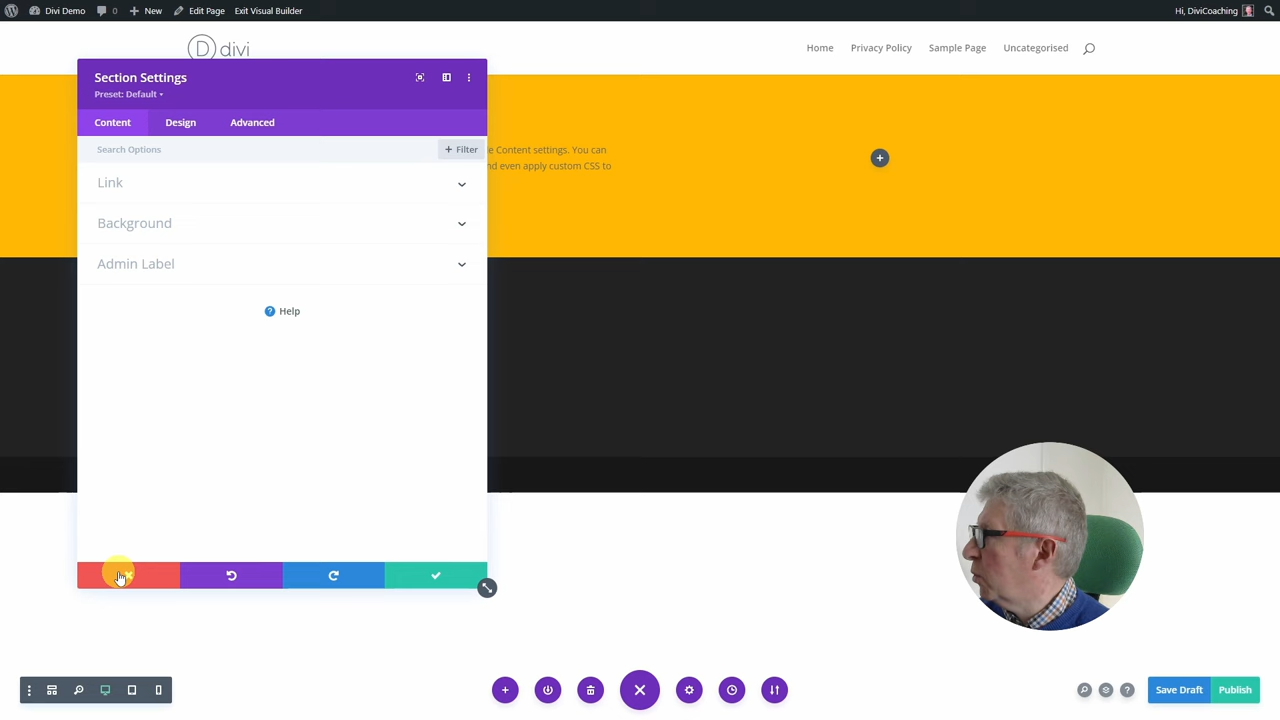 Divi Demo
0
New
Edit Page
Exit Visual Builder
Hi, DiviCoaching
D divi
Home
Privacy Policy
Sample Page
Uncategorised
Section Settings
Preset: Default
Content
Design
Advanced
Search Options
+ Filter
e Content settings. You can
nd even apply custom CSS to
Link
Background
Admin Label
? Help
?
Save Draft
Publish